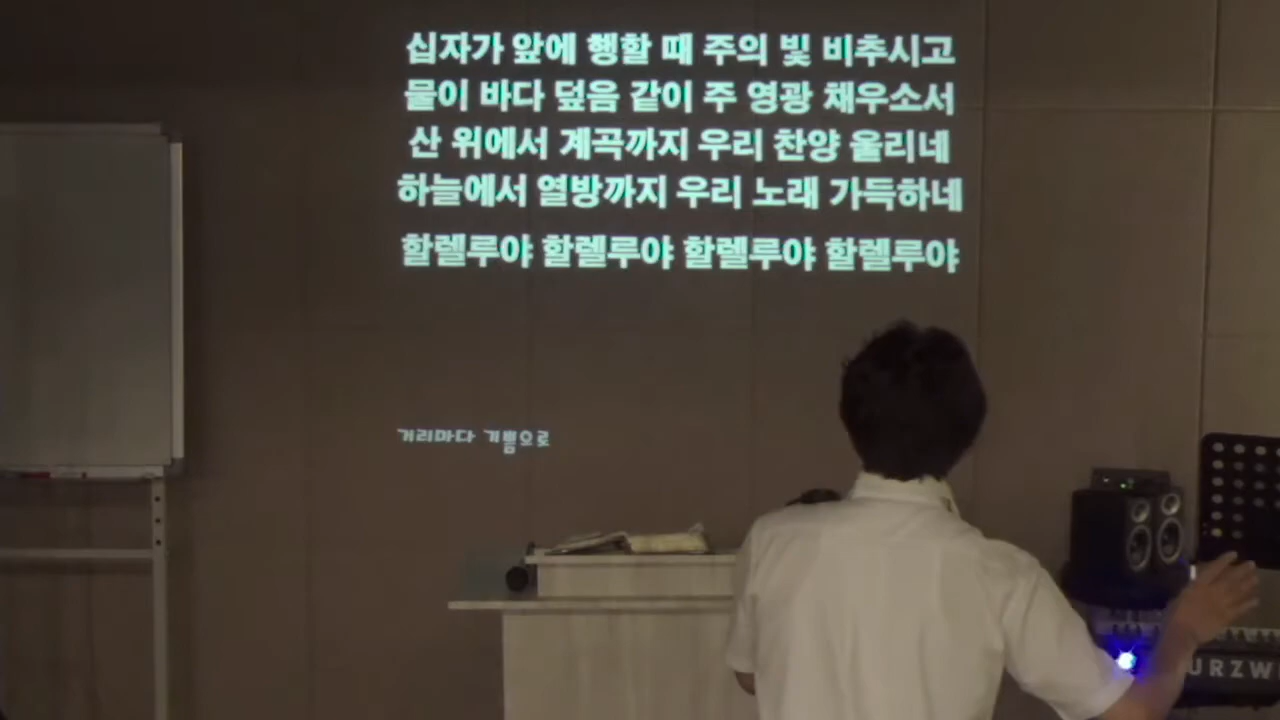 십자가 앞에 행할 때 주의 빛 비추시고
물이 바다 덮음 같이 주 영광 채우소서
산 위에서 계곡까지 우리 찬양 울리네
하늘에서 열방까지 우리 노래 가득하네
할렐루야 할렐루야 할렐루야 할렐루야
거리마다 기쁨으로
URZW